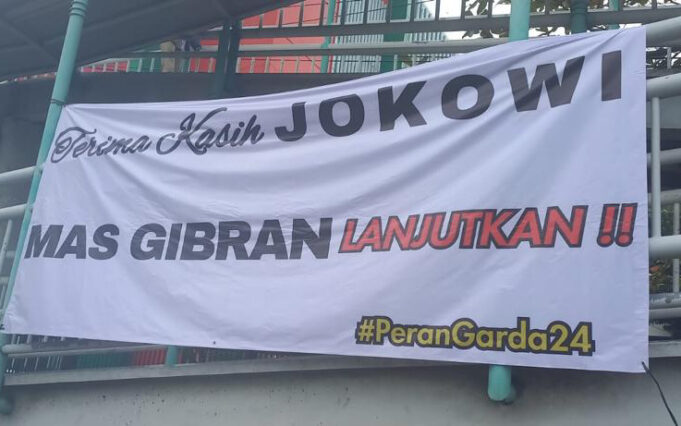 Terima Kasih JOKOWI
MAS GIBRAN LANJUTKAN !!
#PeranGarda24